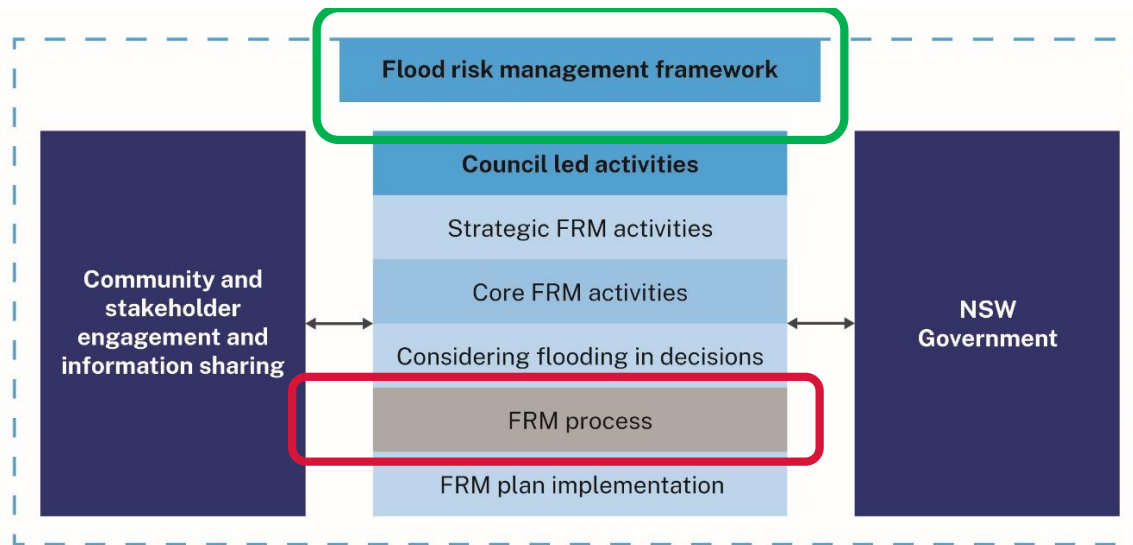 Flood risk management framework
Community and
stakeholder
engagement and
information sharing
Council led activities
Strategic FRM activities
Core FRM activities
Considering flooding in decisions
FRM process
FRM plan implementation
NSW
Government